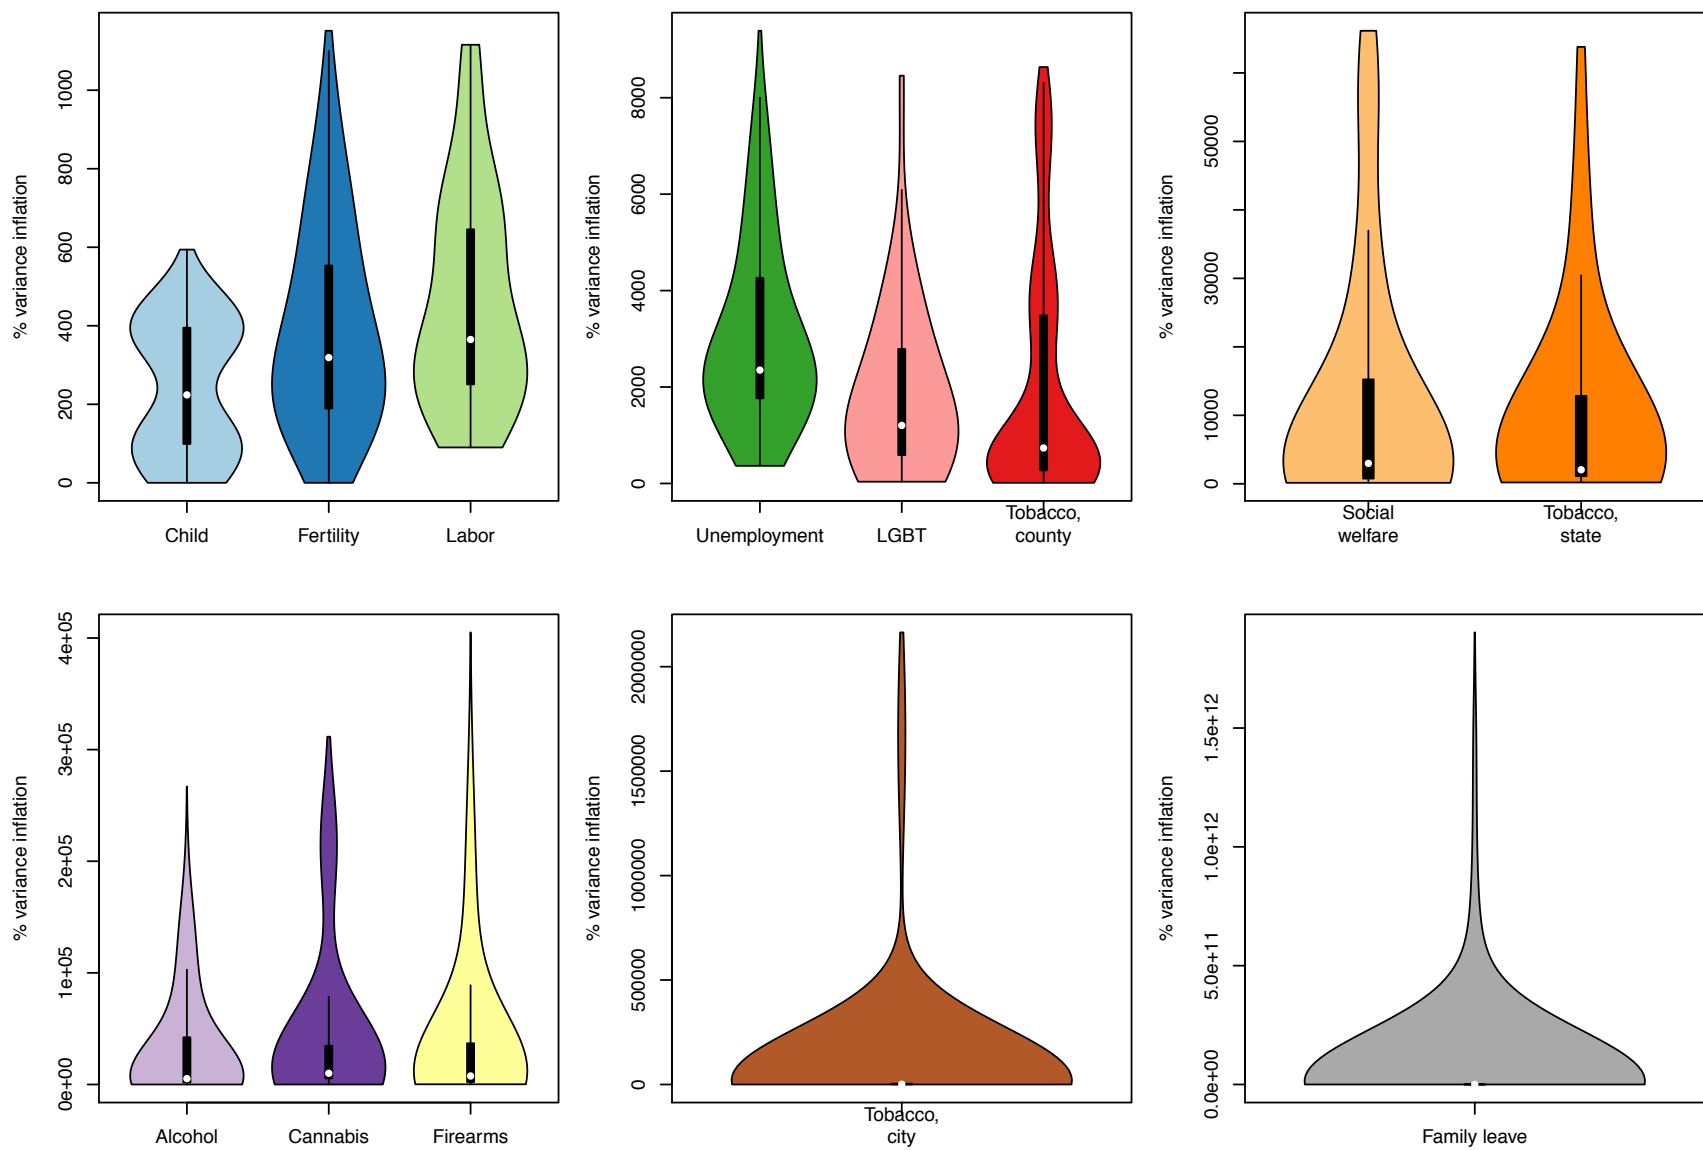 % variance inflation
0
200
400
600
800
1000
Child
Fertility
Labor
% variance inflation
0
2000
4000
6000
8000
Unemployment
LGBT
Tobacco,
county
% variance inflation
0
10000
30000
50000
Social
welfare
Tobacco,
state
% variance inflation
0e+00
1e+05
2e+05
3e+05
4e+05
Alcohol
Cannabis
Firearms
% variance inflation
0
500000
1000000
1500000
2000000
Tobacco,
city
% variance inflation
0.0e+00
5.0e+11
1.0e+12
1.5e+12
Family leave